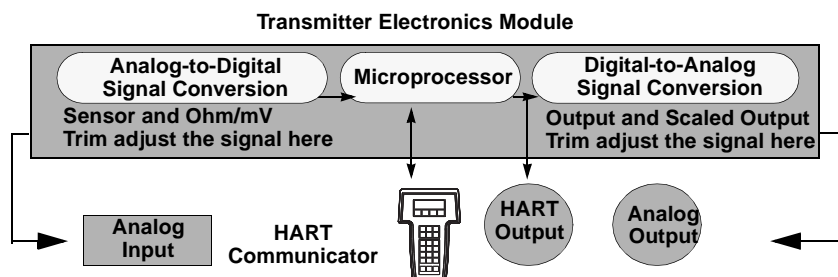 Transmitter Electronics Module
Analog-to-Digital
Signal Conversion
Microprocessor
Digital-to-Analog
Signal Conversion
Sensor and Ohm/mV
Trim adjust the signal here
Output and Scaled Output
Trim adjust the signal here
Analog
Input
HART
Communicator
HART
Output
Analog
Output